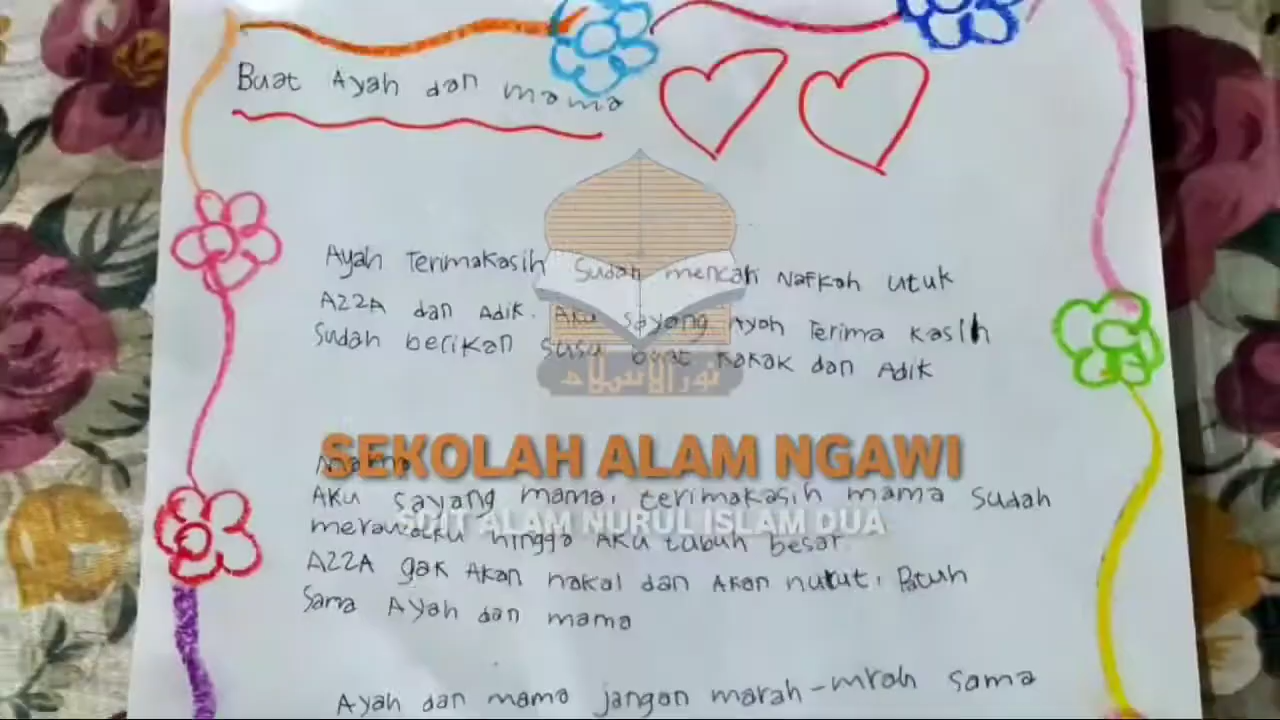 Buat Ayah dan mama
Ayah Terimakasih sudah mencari Nafkah utuk
AZZA dan Adik. Aku sayang Ayah Terima kasih
Sudah berikan susu buat kakak dan Adik
نور الإسلام
SEKOLAH ALAM NGAWI
Mama
AKU sayang mama, terimakasih mama sudah
SDIT ALAM NURUL ISLAM DUA
merawatku hingga AKU tubuh besar.
AZZA gak Akan nakal dan Akan nurut, Patuh
Sama Ayah dan mama
Ayah dan mama jangan marah-mrah sama